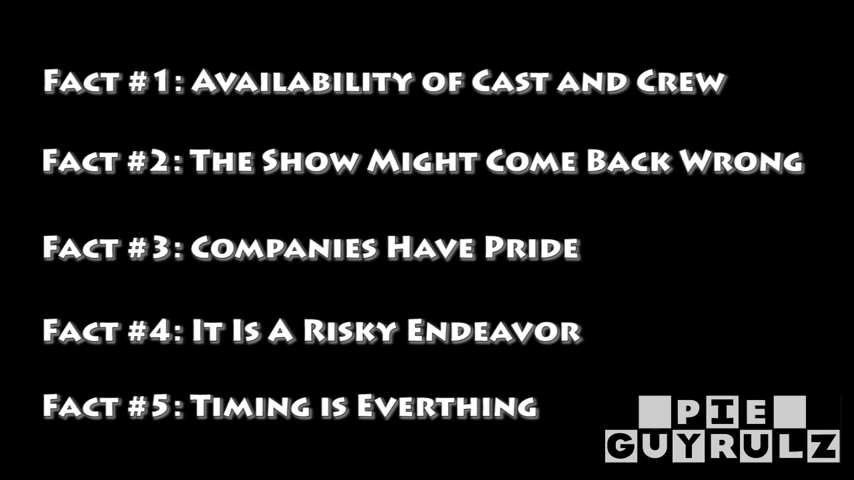 Fact #1: Availability of Cast and Crew
Fact #2: The Show Might Come Back Wrong
Fact #3: Companies Have Pride
Fact #4: It Is A Risky Endeavor
Fact #5: Timing is Everthing
PIE
GUYRULZ